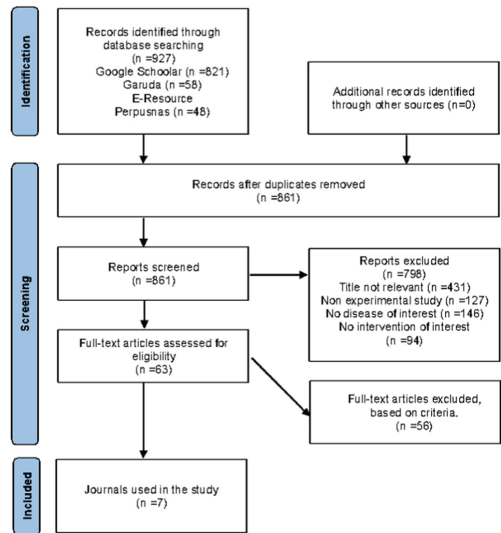 Identification
Records identified through
database searching
(n =927)
Google Schoolar (n =821)
Garuda (n =58)
E-Resource
Perpusnas (n =48)
Additional records identified
through other sources (n=0)
Screening
Records after duplicates removed
(n =861)
Reports screened
(n =861)
Reports excluded
(n =798)
Title not relevant (n =431)
Non experimental study (n =127)
No disease of interest (n =146)
No intervention of interest
(n =94)
Full-text articles assessed for
eligibility
(n =63)
Full-text articles excluded,
based on criteria.
(n =56)
Included
Journals used in the study
(n =7)